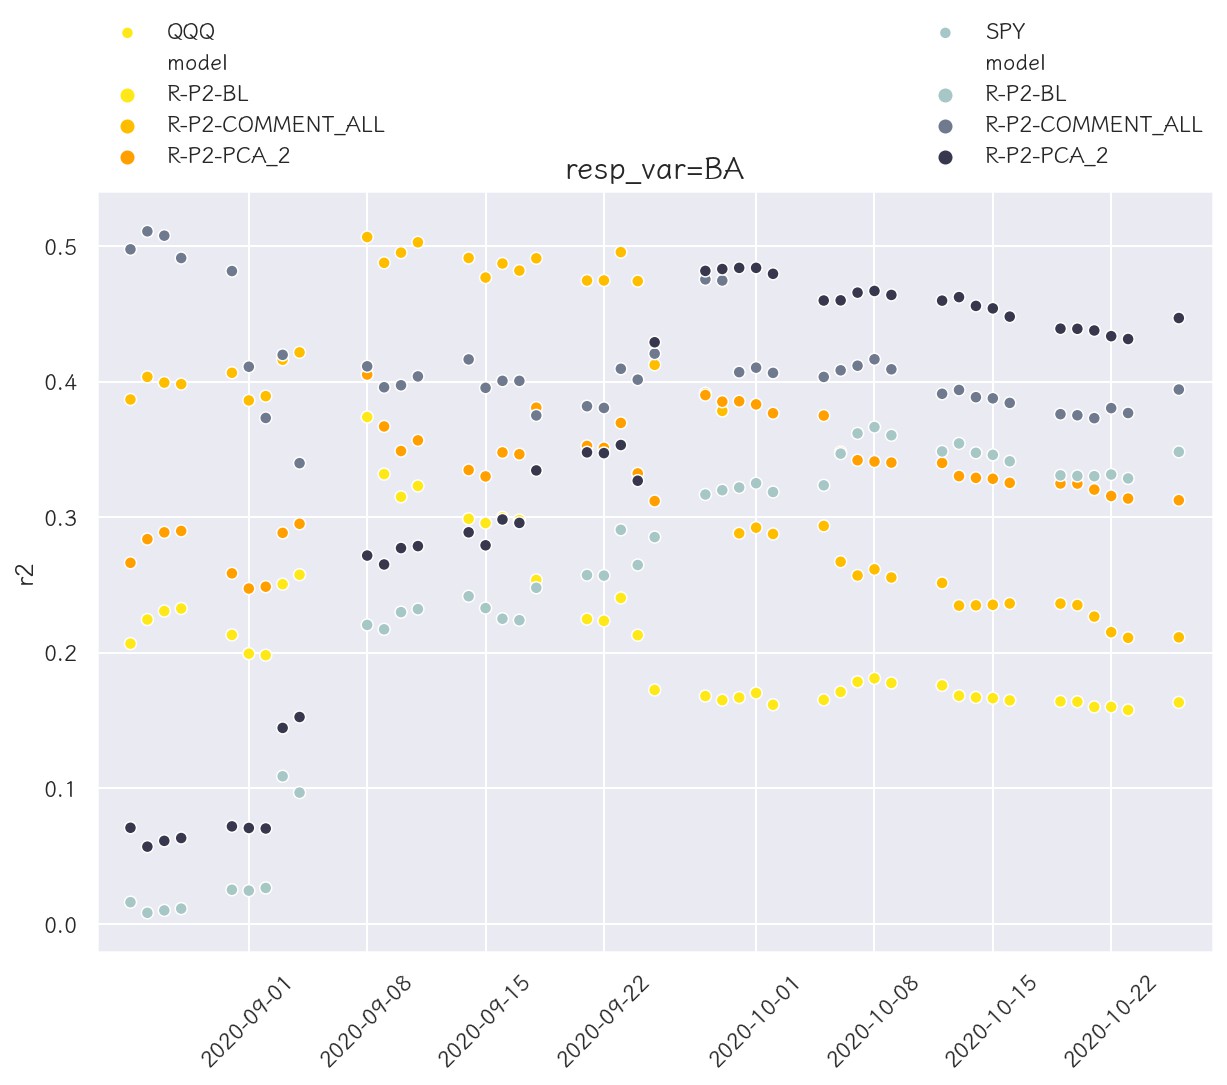 QQQ
model
R-P2-BL
R-P2-COMMENT_ALL
R-P2-PCA_2
SPY
model
R-P2-BL
R-P2-COMMENT_ALL
R-P2-PCA_2
resp_var=BA
r2
0.5
0.4
0.3
0.2
0.1
0.0
2020-09-01
2020-09-08
2020-09-15
2020-09-22
2020-10-01
2020-10-08
2020-10-15
2020-10-22